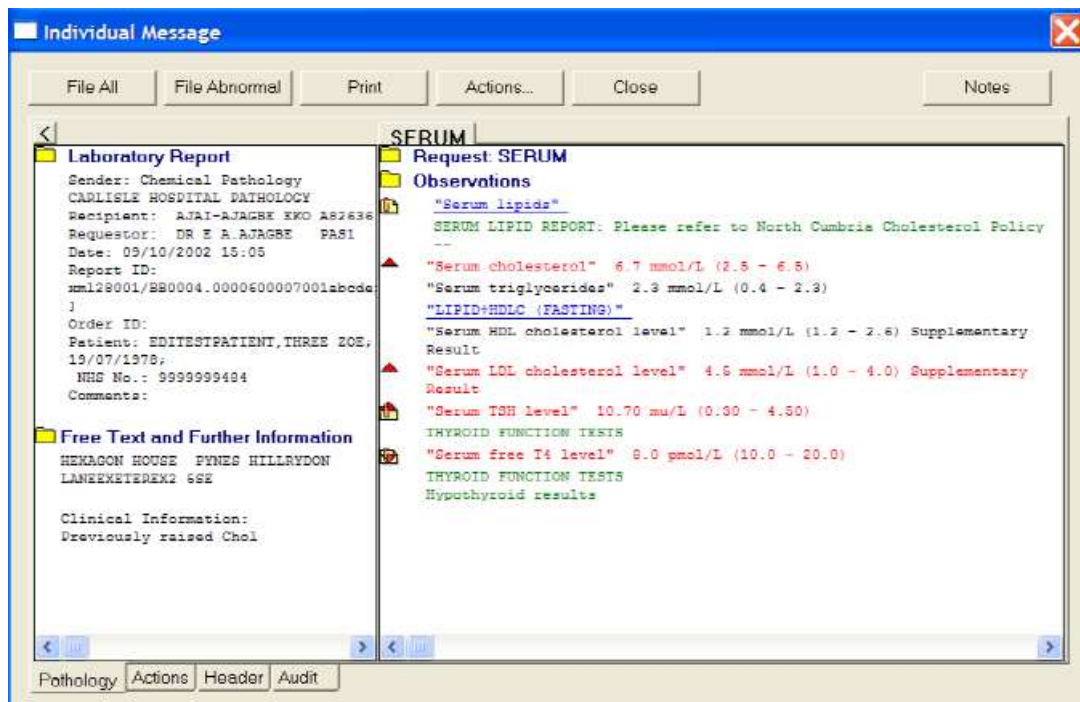 Individual Message
File All
File Abnormal
Print
Actions...
Close
Notes
<
SERUM
Laboratory Report
Sender: Chemical Pathology
CARLISLE HOSPITAL PATHOLOGY
Recipient: AJAI-AJAGBE EKO A82636
Requestor: DR E A.AJAGBE PAS1
Date: 09/10/2002 15:05
Report ID:
xml28001/BB0004.0000600007001abcde
]
Order ID:
Patient: EDITESTPATIENT,THREE ZOE;
19/07/1978;
NHS No.: 9999999484
Comments:
Free Text and Further Information
HEXAGON HOUSE PYNES HILLRYDON
LANEEXETEREX2 6SE
Clinical Information:
Previously raised Chol
Request: SERUM
Observations
"Serum lipids"
SERUM LIPID REPORT: Please refer to North Cumbria Cholesterol Policy
--
"Serum cholesterol" 6.7 mmol/L (2.5 - 6.5)
"Serum triglycerides" 2.3 mmol/L (0.4 - 2.3)
"LIPID+HDLC (FASTING)"
"Serum HDL cholesterol level" 1.2 mmol/L (1.2 - 2.6) Supplementary
Result
"Serum LDL cholesterol level" mmol/L (1.0 - 4.0) Supplementary
Result
"Serum TSH level" 10.70 mu/L (0.30 - 4.50)
THYROID FUNCTION TESTS
"Serum free T4 level" pmol/L (10.0 - 20.0)
THYROID FUNCTION TESTS
Hypothyroid results
Pathology
Actions
Header
Audit